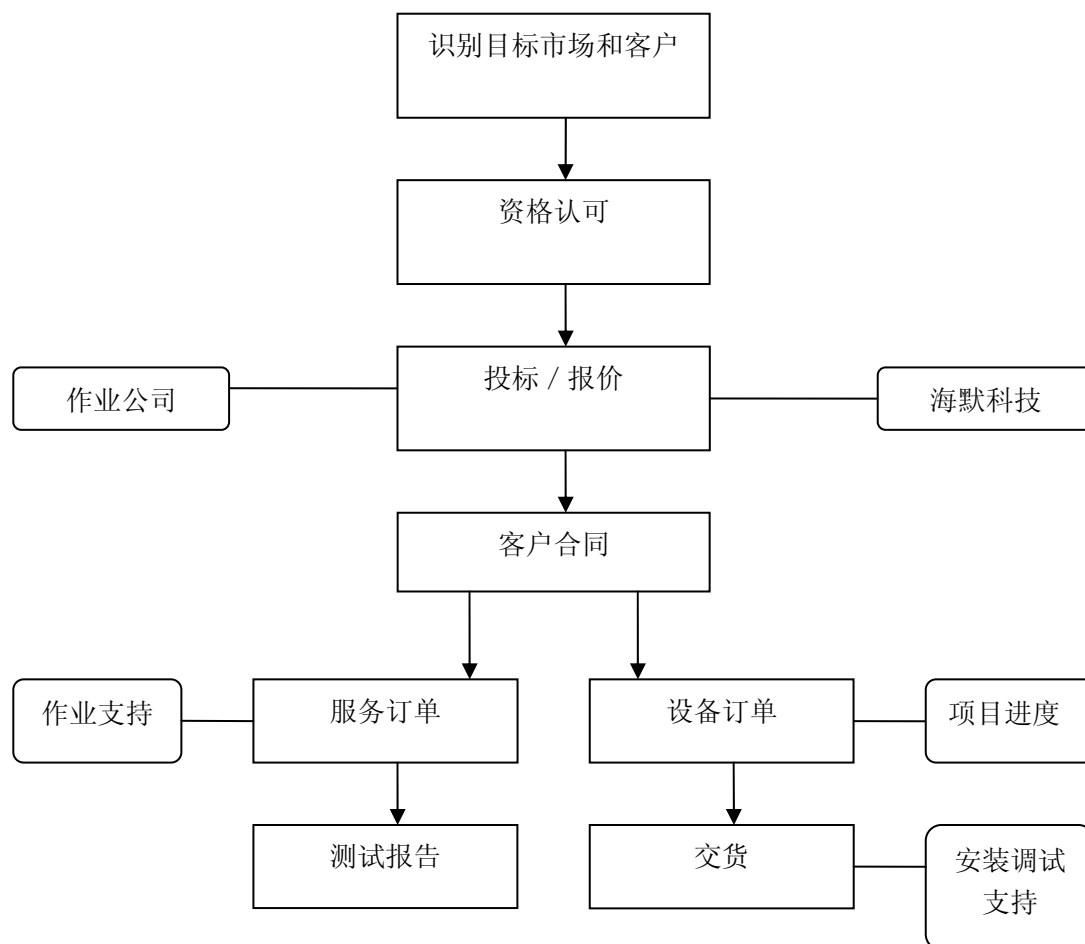 识别目标市场和客户
资格认可
投标／报价
作业公司
海默科技
客户合同
作业支持
服务订单
设备订单
项目进度
测试报告
交货
安装调试
支持